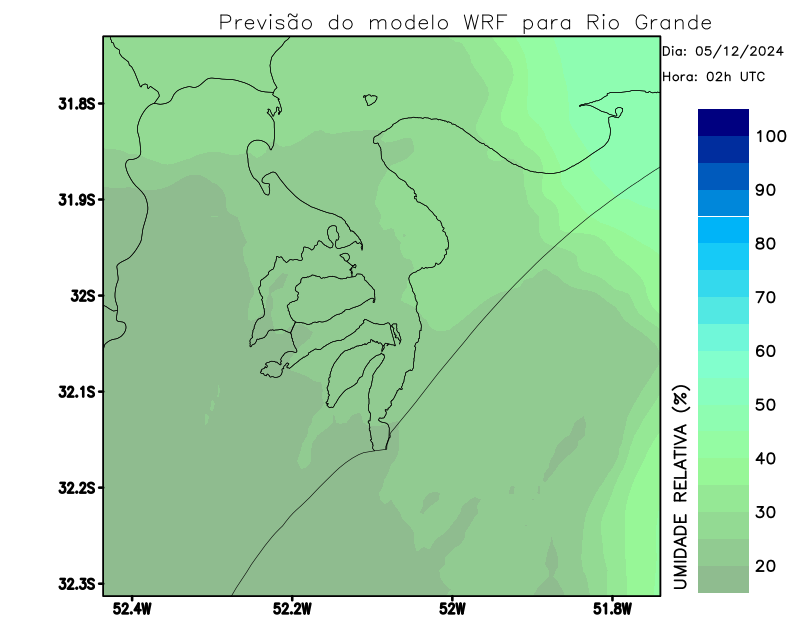 Previsão do modelo WRF para Rio Grande
Dia: 05/12/2024
Hora: 02h UTC
31.8S
31.9S
32S
32.1S
32.2S
32.3S
52.4W
52.2W
52W
51.8W
UMIDADE RELATIVA (%)
100
90
80
70
60
50
40
30
20